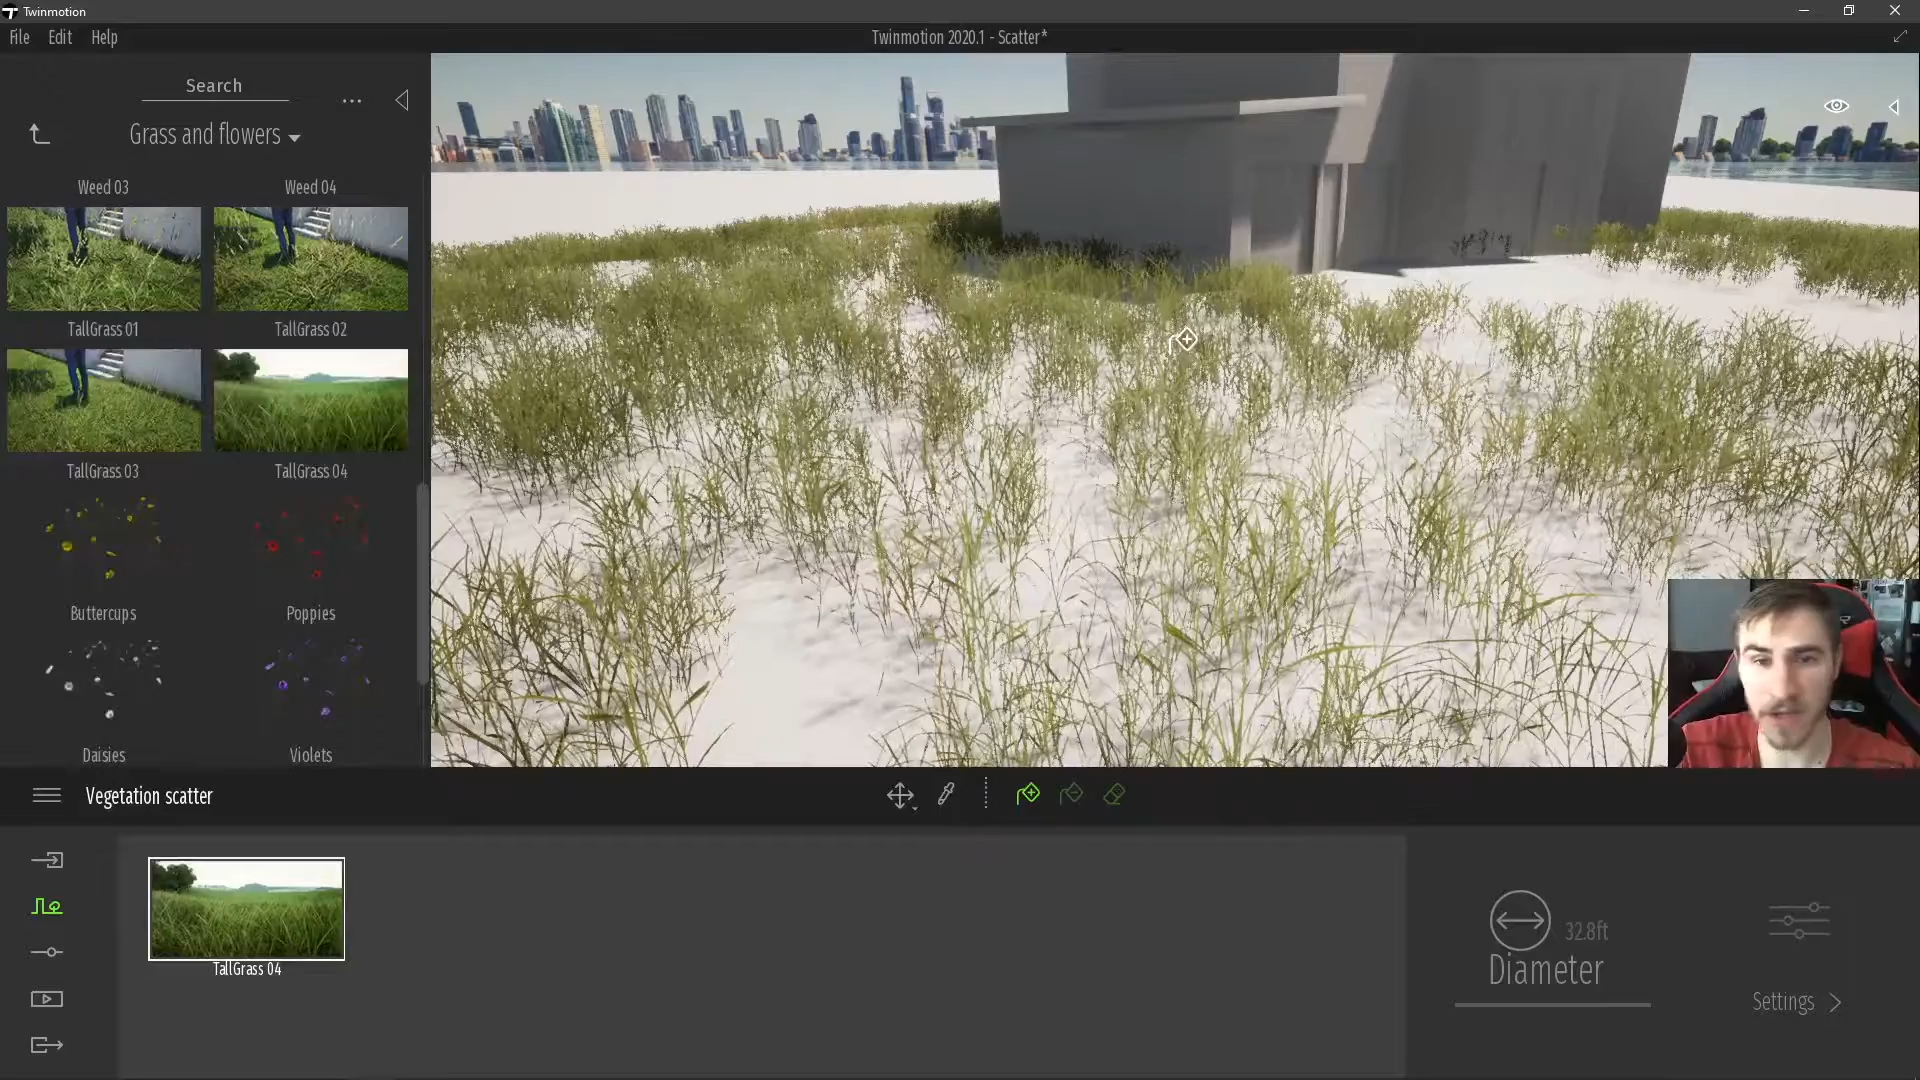 Twinmotion
File Edit Help
Twinmotion 2020.1 - Scatter*
Search
...
Grass and flowers
Weed 03 Weed 04
TallGrass 01 TallGrass 02
TallGrass 03 TallGrass 04
Buttercups Poppies
Daisies Violets
Vegetation scatter
TallGrass 04
32.8ft
Diameter
Settings